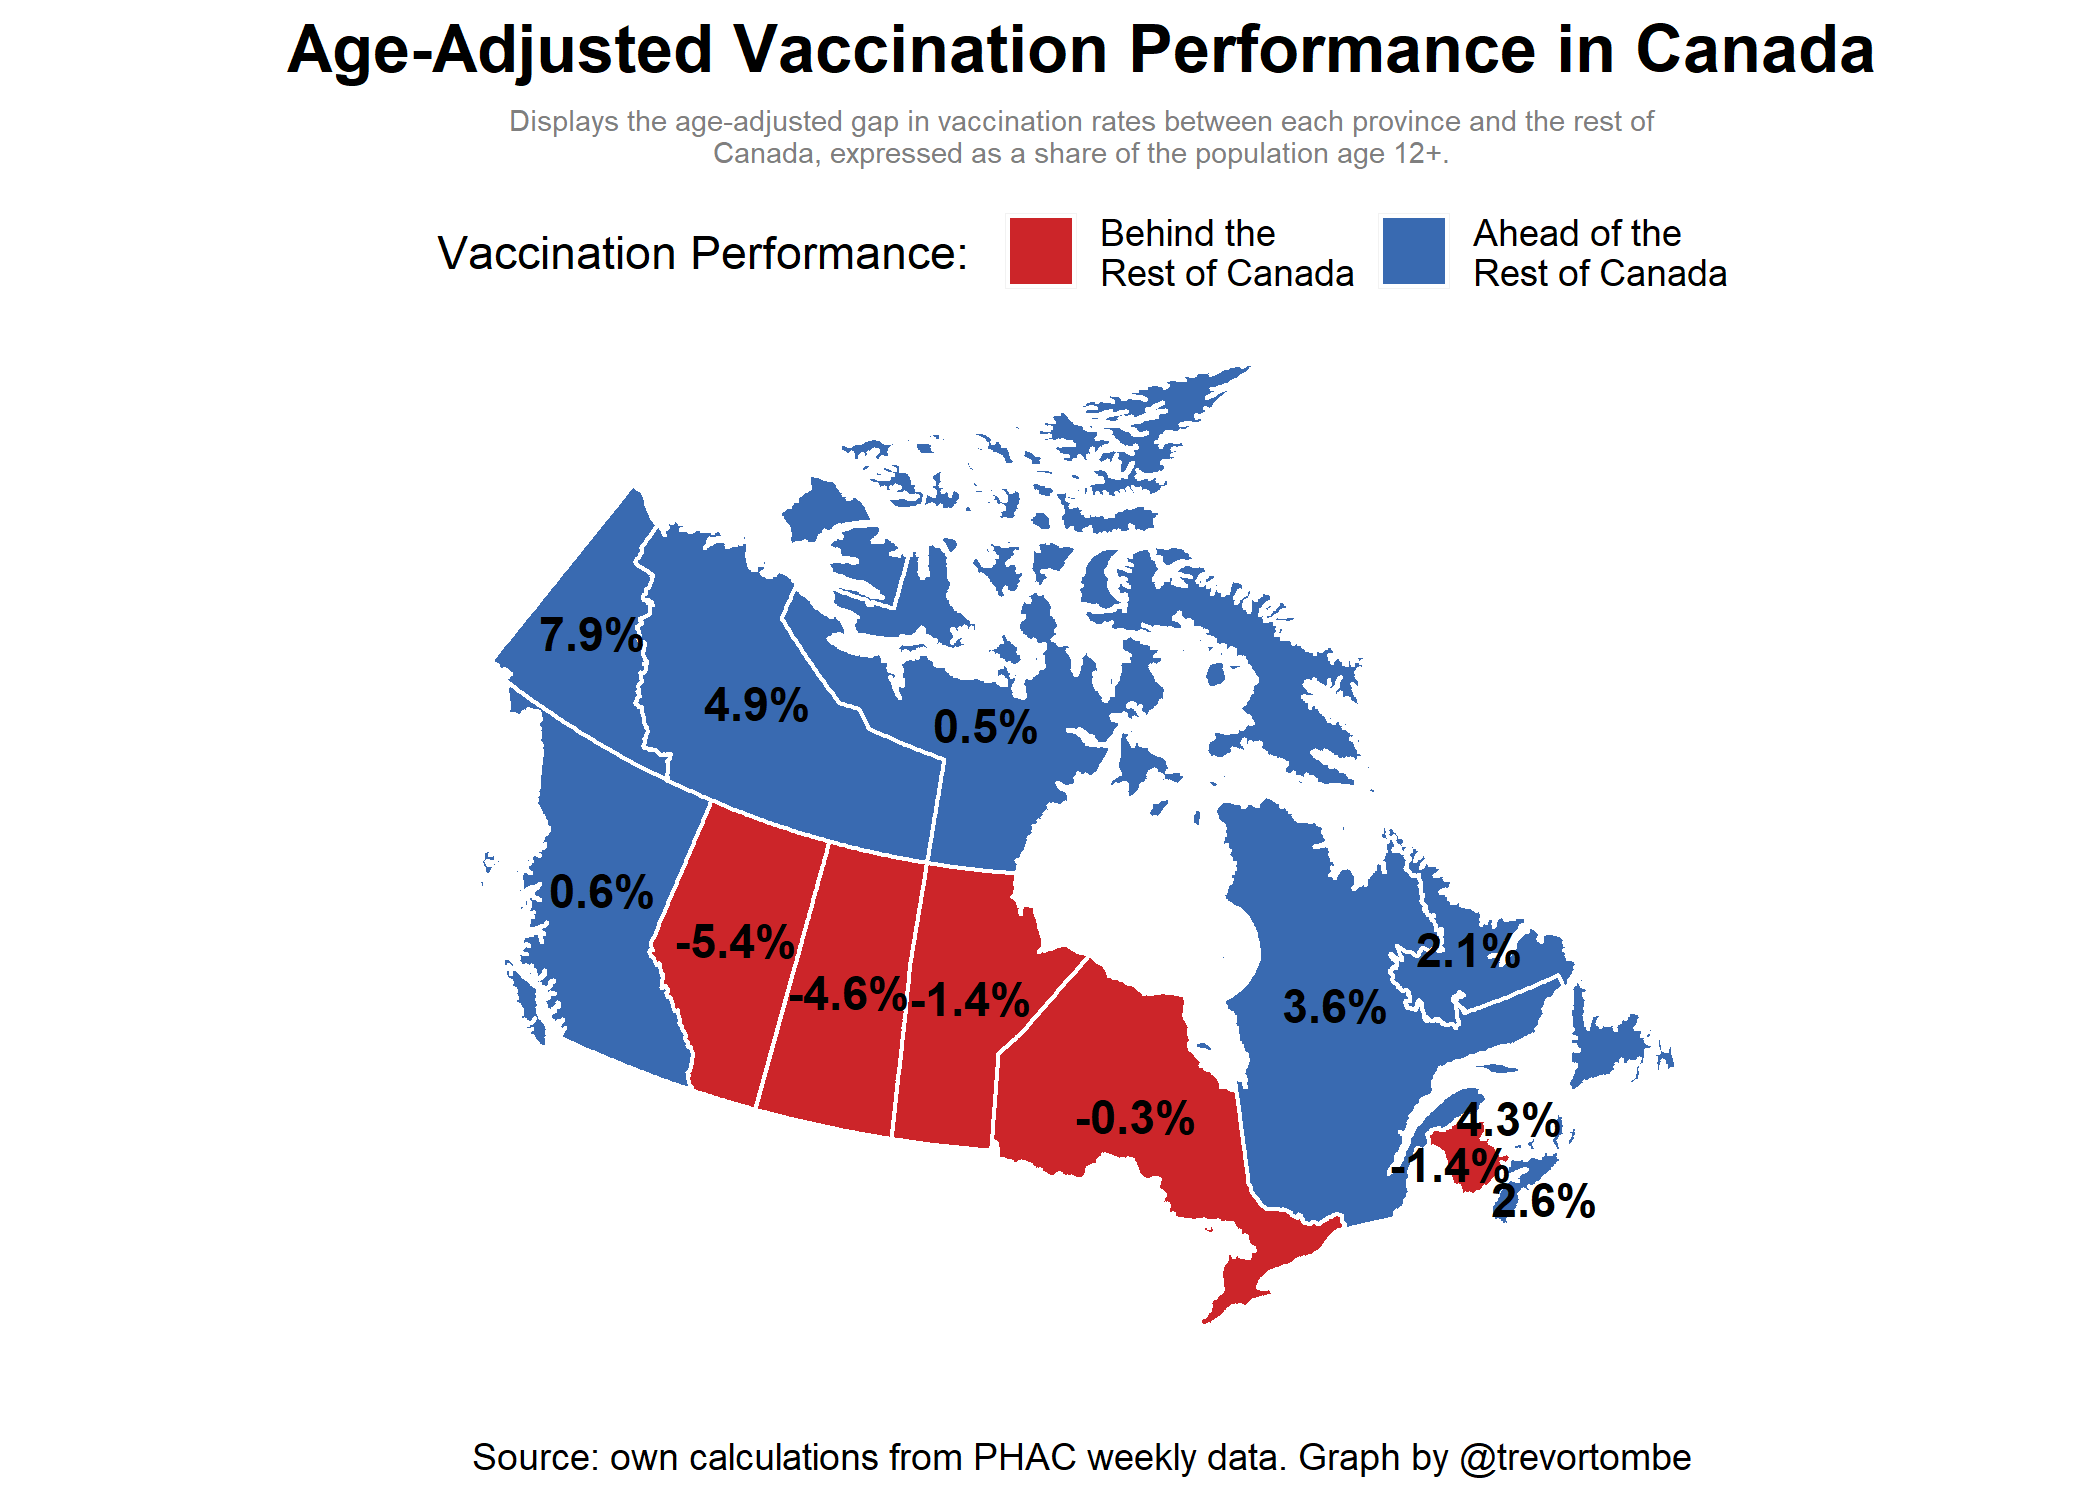 Age-Adjusted Vaccination Performance in Canada
Displays the age-adjusted gap in vaccination rates between each province and the rest of
Canada, expressed as a share of the population age 12+.
Vaccination Performance:
Behind the
Rest of Canada
Ahead of the
Rest of Canada
7.9%
4.9%
0.5%
0.6%
-5.4%
-4.6%
-1.4%
-0.3%
3.6%
2.1%
4.3%
-1.4%
2.6%
Source: own calculations from PHAC weekly data. Graph by @trevortombe